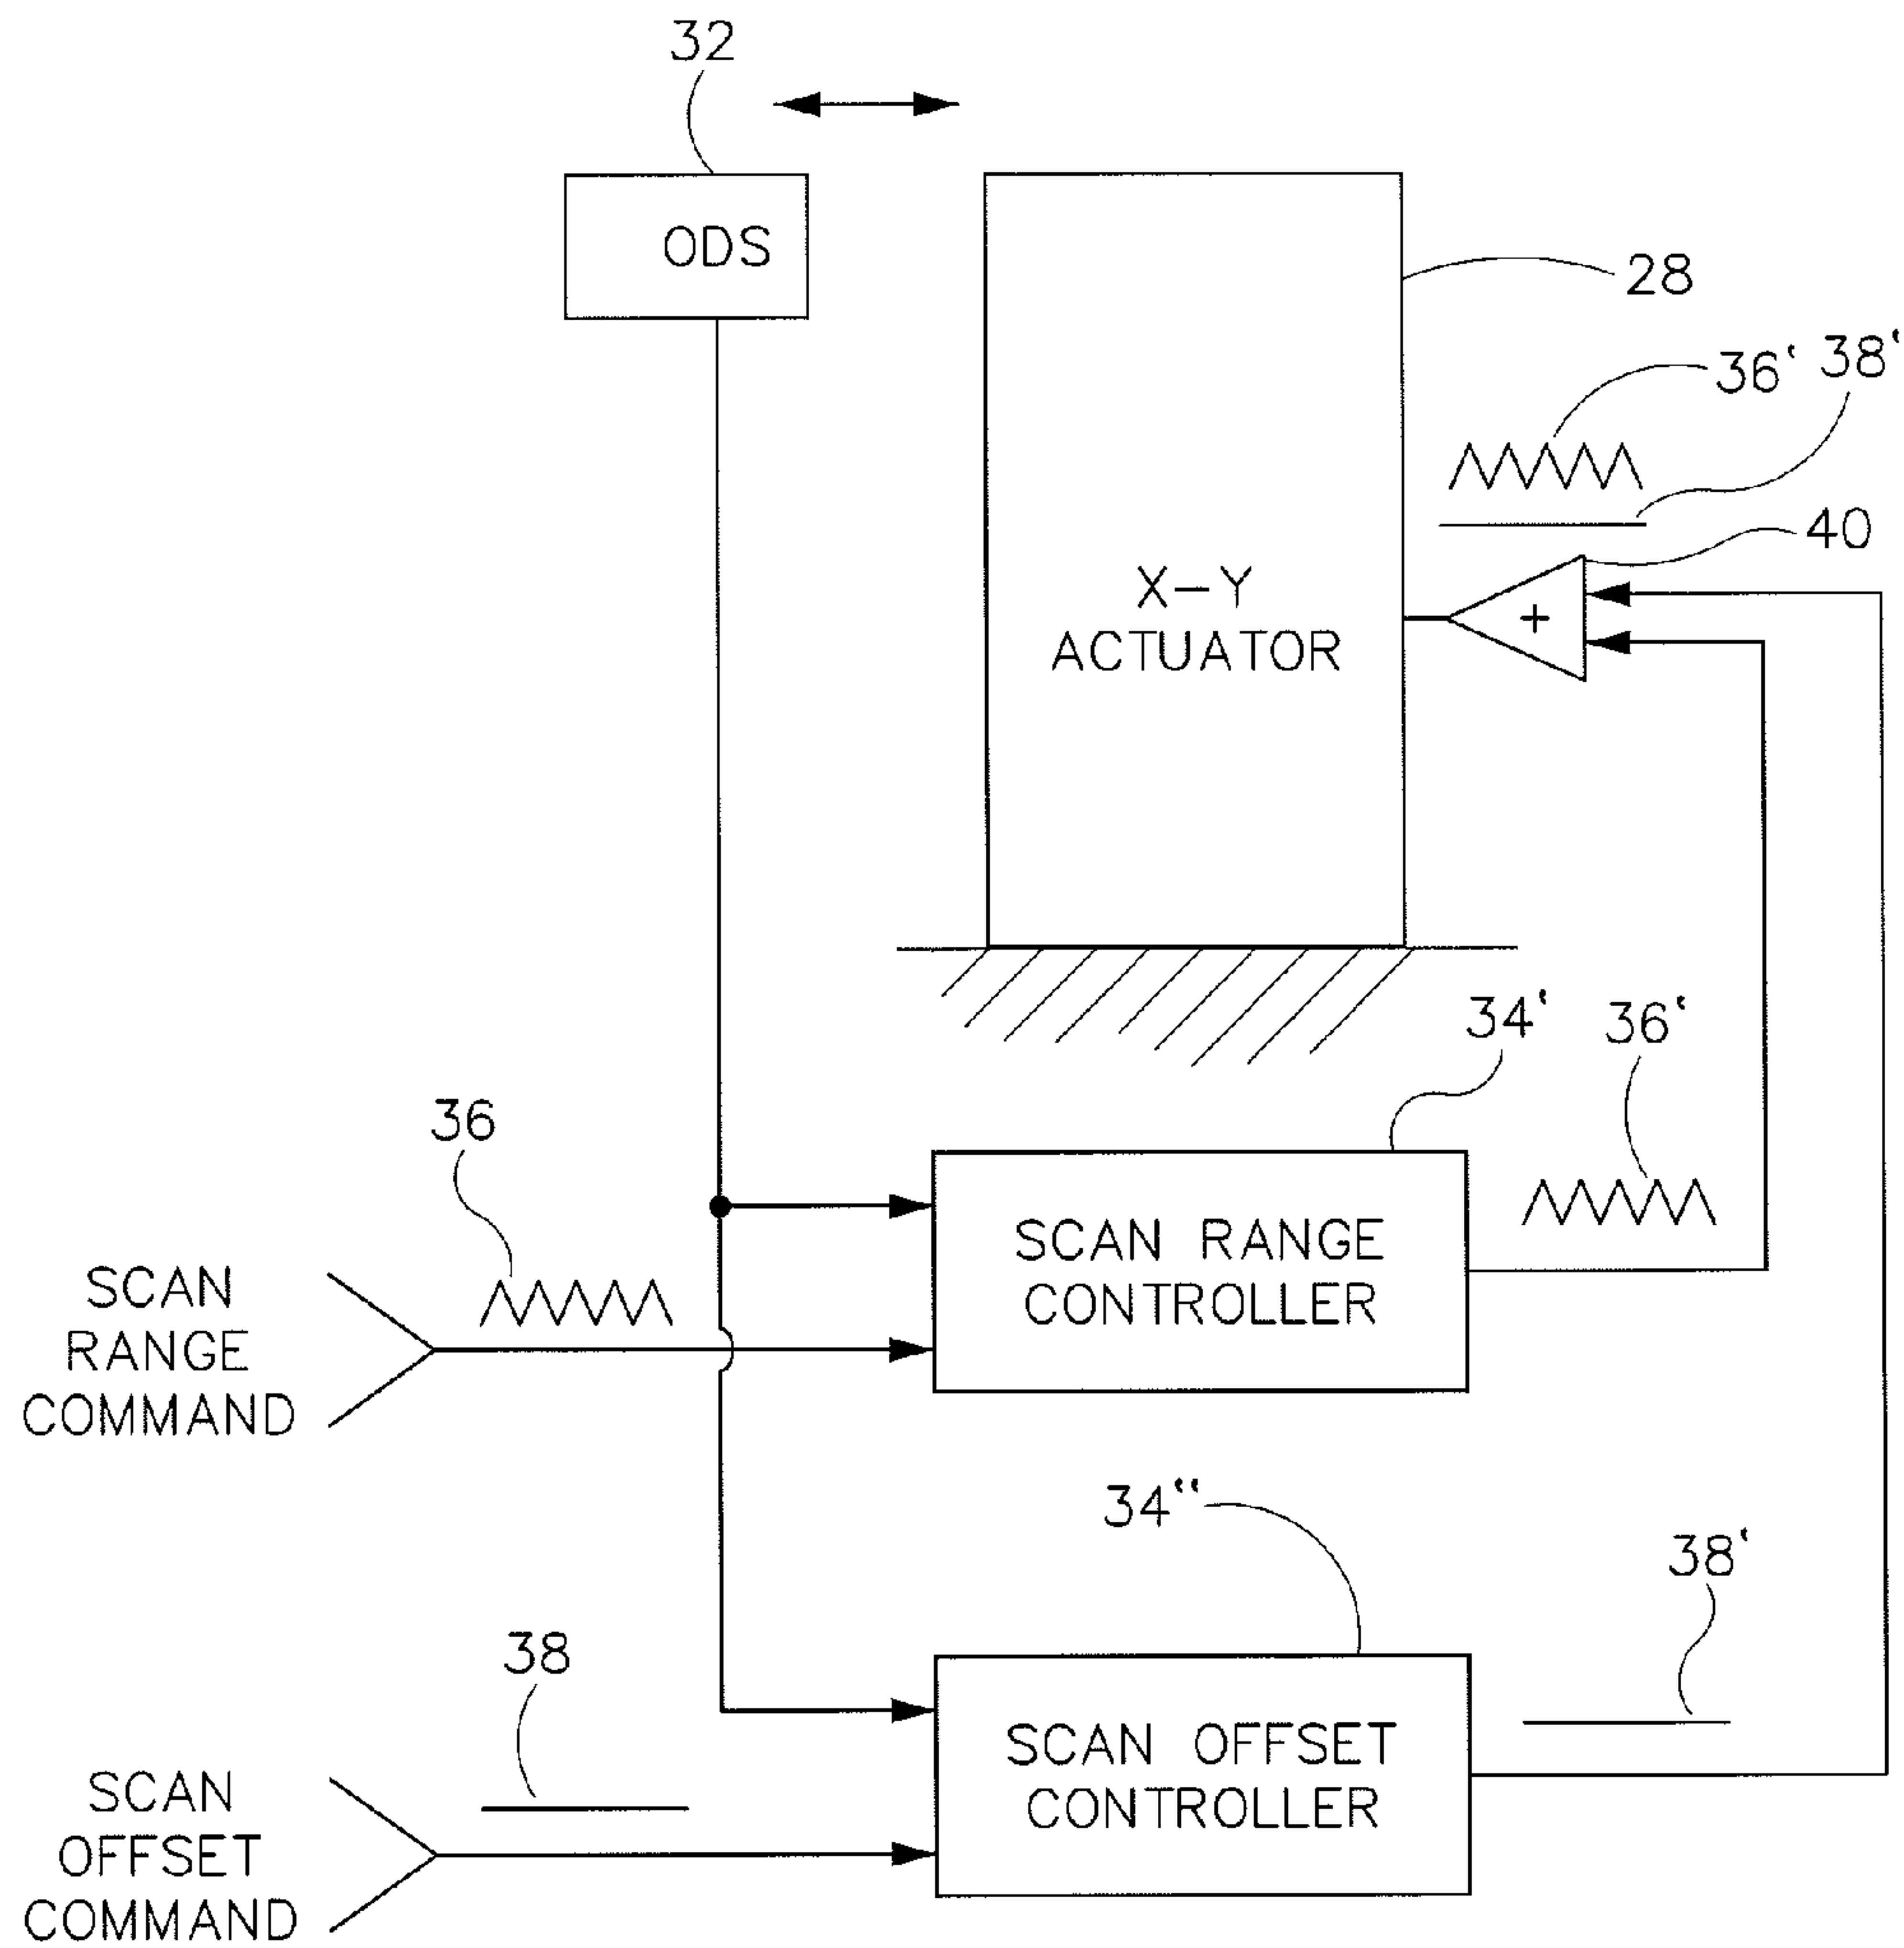 32
ODS
28
36‘
38‘
40
X–Y
ACTUATOR
+
34‘
36‘
36
SCAN RANGE
CONTROLLER
SCAN
RANGE
COMMAND
34“
38‘
38
SCAN OFFSET
CONTROLLER
SCAN
OFFSET
COMMAND